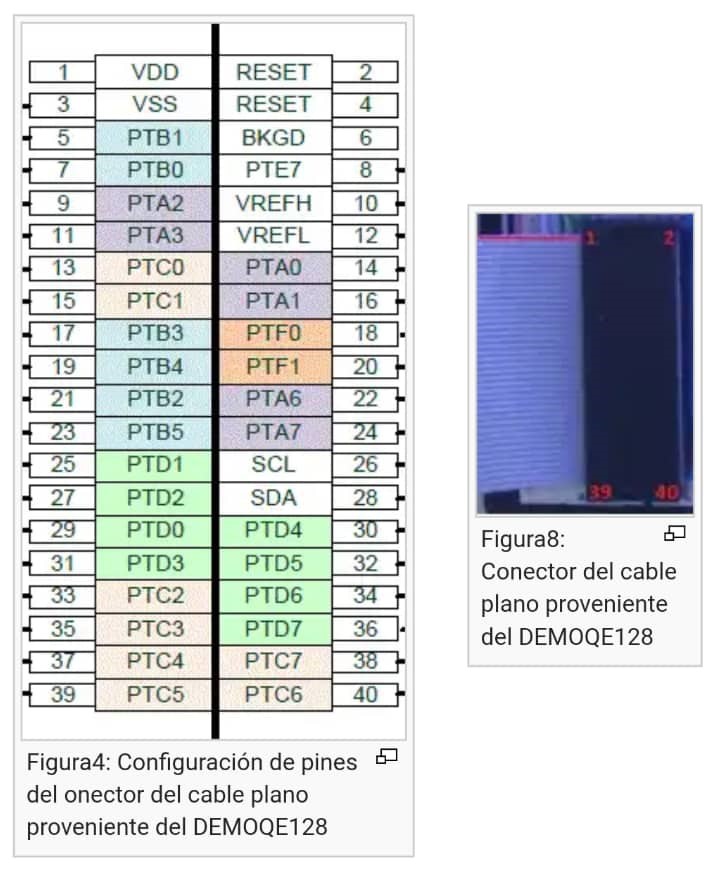 1 VDD RESET 2
3 VSS RESET 4
5 PTB1 BKGD 6
7 PTB0 PTE7 8
9 PTA2 VREFH 10
11 PTA3 VREFL 12
13 PTC0 PTA0 14
15 PTC1 PTA1 16
17 PTB3 PTF0 18
19 PTB4 PTF1 20
21 PTB2 PTA6 22
23 PTB5 PTA7 24
25 PTD1 SCL 26
27 PTD2 SDA 28
29 PTD0 PTD4 30
31 PTD3 PTD5 32
33 PTC2 PTD6 34
35 PTC3 PTD7 36
37 PTC4 PTC7 38
39 PTC5 PTC6 40
Figura4: Configuración de pines
del onector del cable plano
proveniente del DEMOQE128
1 2
39 40
Figura8:
Conector del cable
plano proveniente
del DEMOQE128